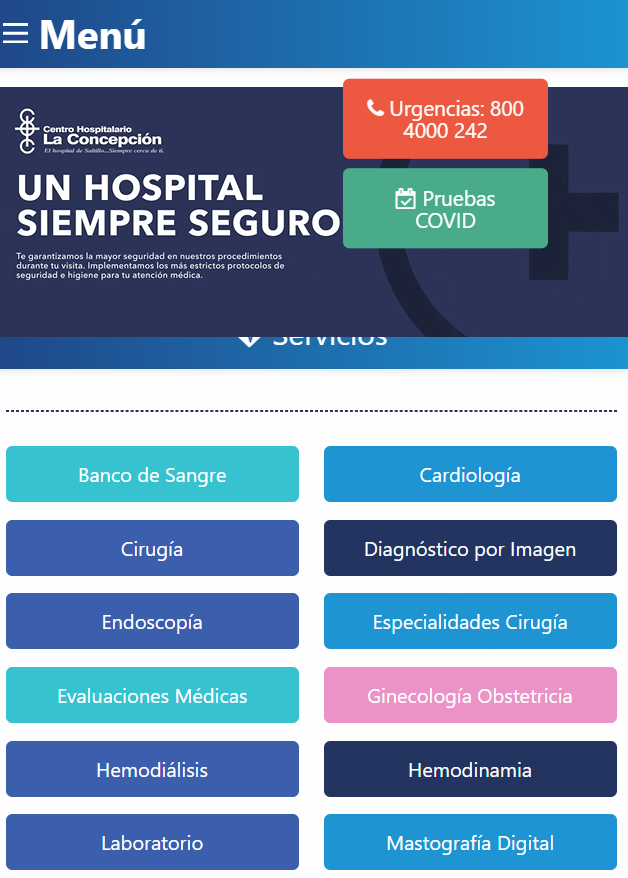 Menú
Urgencias: 800
4000 242
Pruebas
COVID
Centro Hospitalario
La Concepción
El hospital de Saltillo...Siempre cerca de ti.
UN HOSPITAL
SIEMPRE SEGURO
Te garantizamos la mayor seguridad en nuestros procedimientos
durante tu visita. Implementamos los más estrictos protocolos de
seguridad e higiene para tu atención médica.
Servicios
Banco de Sangre
Cardiología
Cirugía
Diagnóstico por Imagen
Endoscopía
Especialidades Cirugía
Evaluaciones Médicas
Ginecología Obstetricia
Hemodiálisis
Hemodinamia
Laboratorio
Mastografía Digital